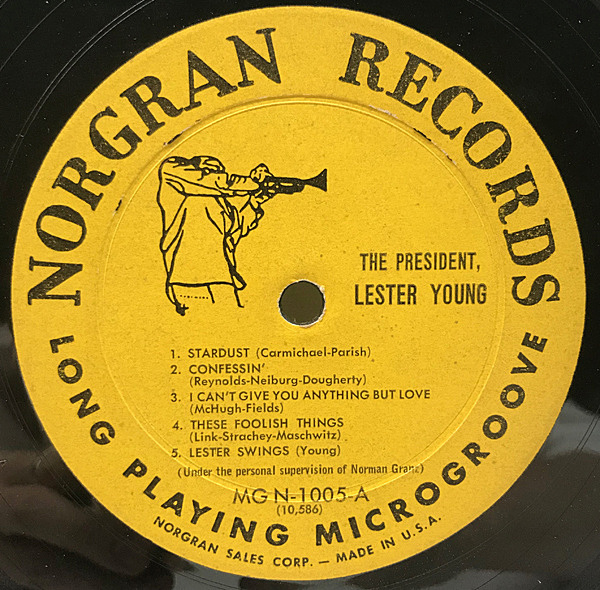 NORGRAN RECORDS
THE PRESIDENT,
LESTER YOUNG
1. STARDUST (Carmichael-Parish)
2. CONFESSIN'
(Reynolds-Neiburg-Dougherty)
3. I CAN'T GIVE YOU ANYTHING BUT LOVE
(McHugh-Fields)
4. THESE FOOLISH THINGS
(Link-Strachey-Maschwitz)
5. LESTER SWINGS (Young)
(Under the personal supervision of Norman Granz)
MG N-1005-A
(10,586)
LONG PLAYING MICROGROOVE
NORGRAN SALES CORP. — MADE IN U.S.A.